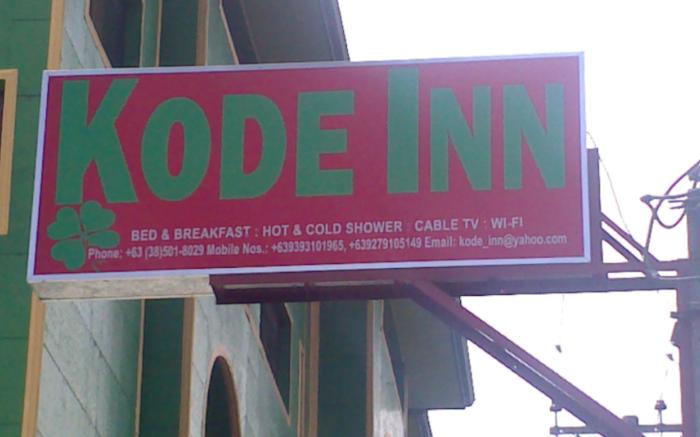 KODE INN
BED & BREAKFAST : HOT & COLD SHOWER : CABLE TV : WI-FI
Phone: +63 (38)501-8029 Mobile Nos.: +639393101965, +639279105149 Email: kode_inn@yahoo.com